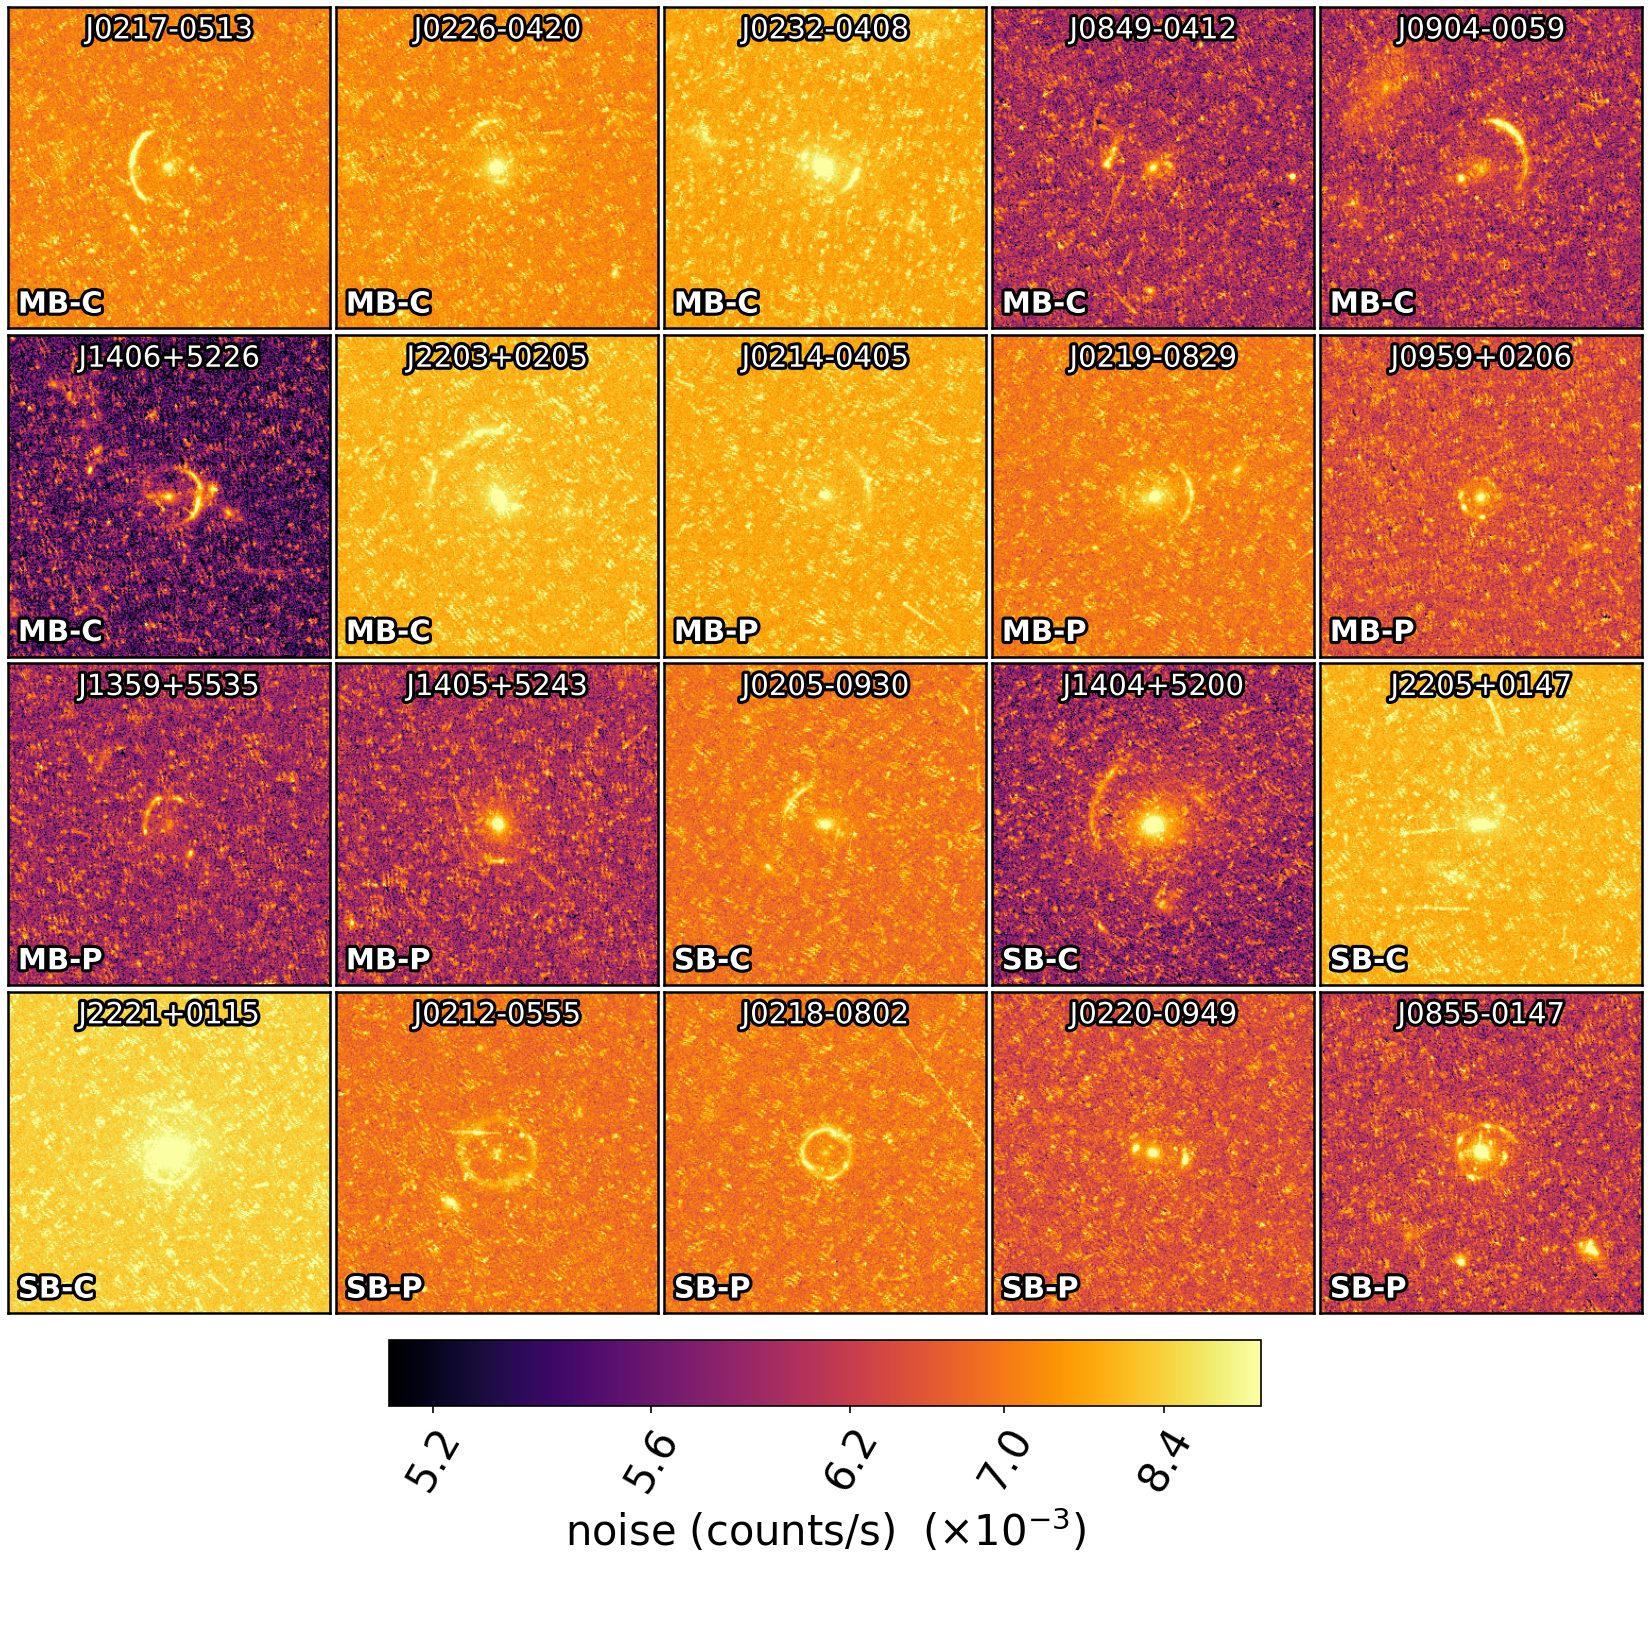 J0217-0513
MB-C
J0226-0420
MB-C
J0232-0408
MB-C
J0849-0412
MB-C
J0904-0059
MB-C
J1406+5226
MB-C
J2203+0205
MB-C
J0214-0405
MB-P
J0219-0829
MB-P
J0959+0206
MB-P
J1359+5535
MB-P
J1405+5243
MB-P
J0205-0930
SB-C
J1404+5200
SB-C
J2205+0147
SB-C
J2221+0115
SB-C
J0212-0555
SB-P
J0218-0802
SB-P
J0220-0949
SB-P
J0855-0147
SB-P
5.2 5.6 6.2 7.0 8.4
noise (counts/s) (×10⁻³)